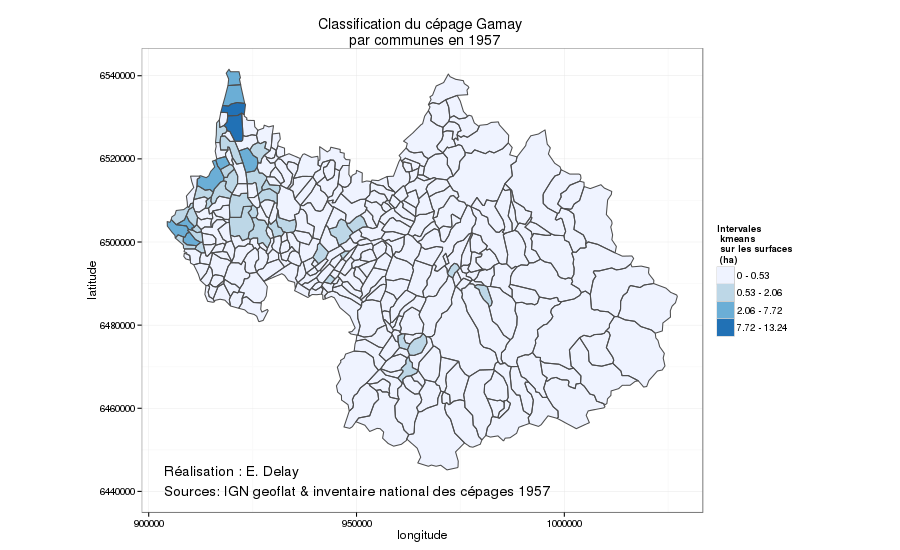 Classification du cépage Gamay
par communes en 1957
6540000
6520000
6500000
6480000
6460000
6440000
latitude
900000
950000
1000000
longitude
Réalisation : E. Delay
Sources: IGN geoflat & inventaire national des cépages 1957
Intervales
kmeans
sur les surfaces
(ha)
0 - 0.53
0.53 - 2.06
2.06 - 7.72
7.72 - 13.24